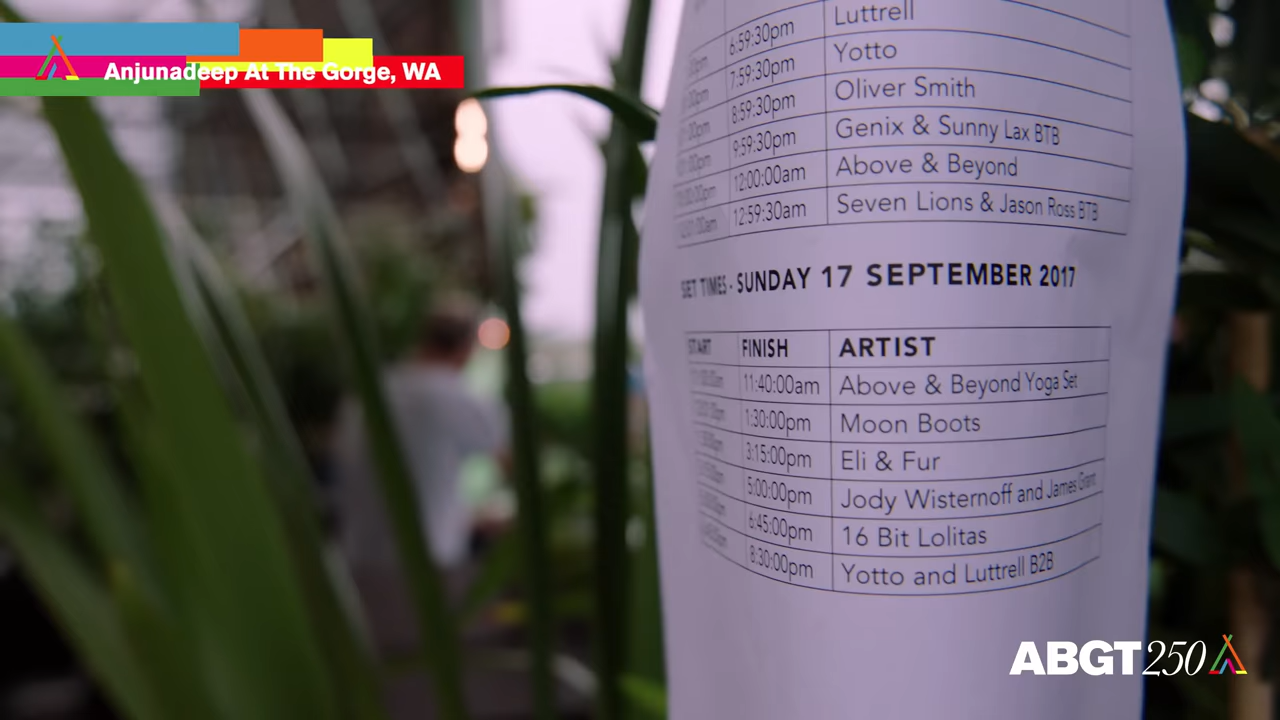 Anjunadeep At The Gorge, WA
Luttrell
6:59:30pm Yotto
7:59:30pm Oliver Smith
8:59:30pm Genix & Sunny Lax BTB
9:59:30pm Above & Beyond
12:00:00am Seven Lions & Jason Ross BTB
12:59:30am
SET TIMES - SUNDAY 17 SEPTEMBER 2017
START FINISH ARTIST
11:40:00am Above & Beyond Yoga Set
1:30:00pm Moon Boots
3:15:00pm Eli & Fur
5:00:00pm Jody Wisternoff and James Grant
6:45:00pm 16 Bit Lolitas
8:30:00pm Yotto and Luttrell B2B
ABGT 250